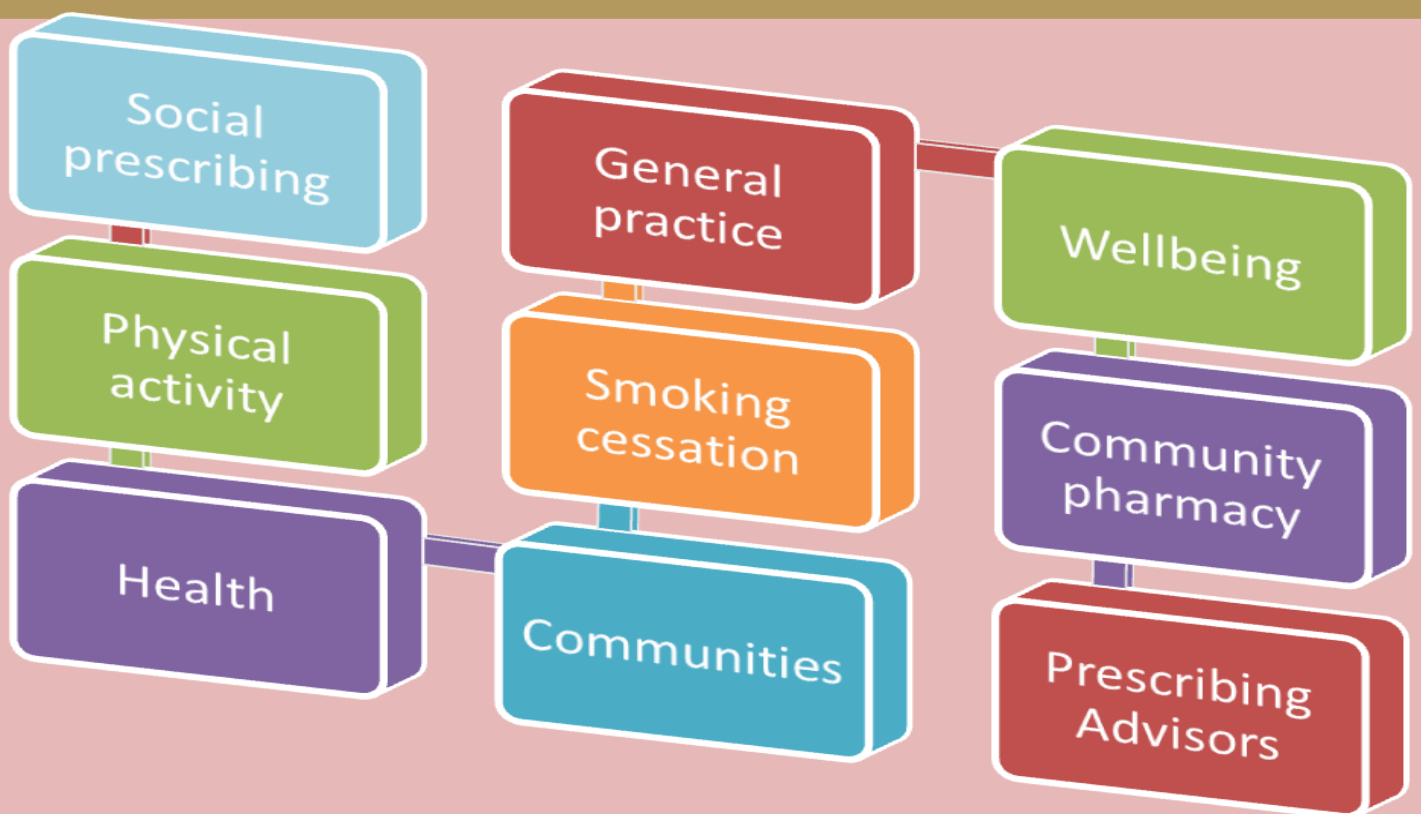 Social
prescribing
Physical
activity
Health
Communities
Smoking
cessation
General
practice
Wellbeing
Community
pharmacy
Prescribing
Advisors